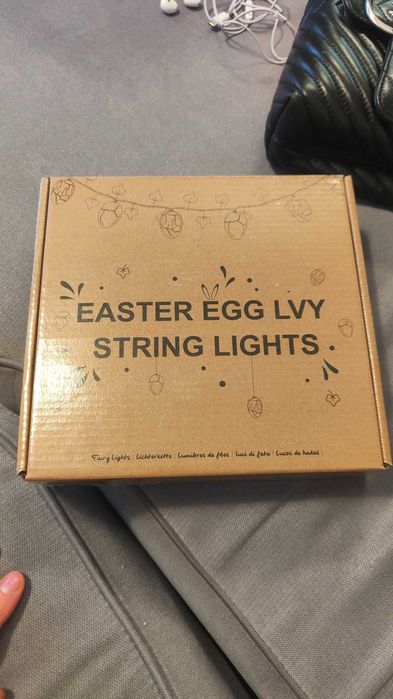 EASTER EGG LVY
STRING LIGHTS
Fairy Lights | Lichterkette | Lumières de fées | luci di fata | Luces de hadas